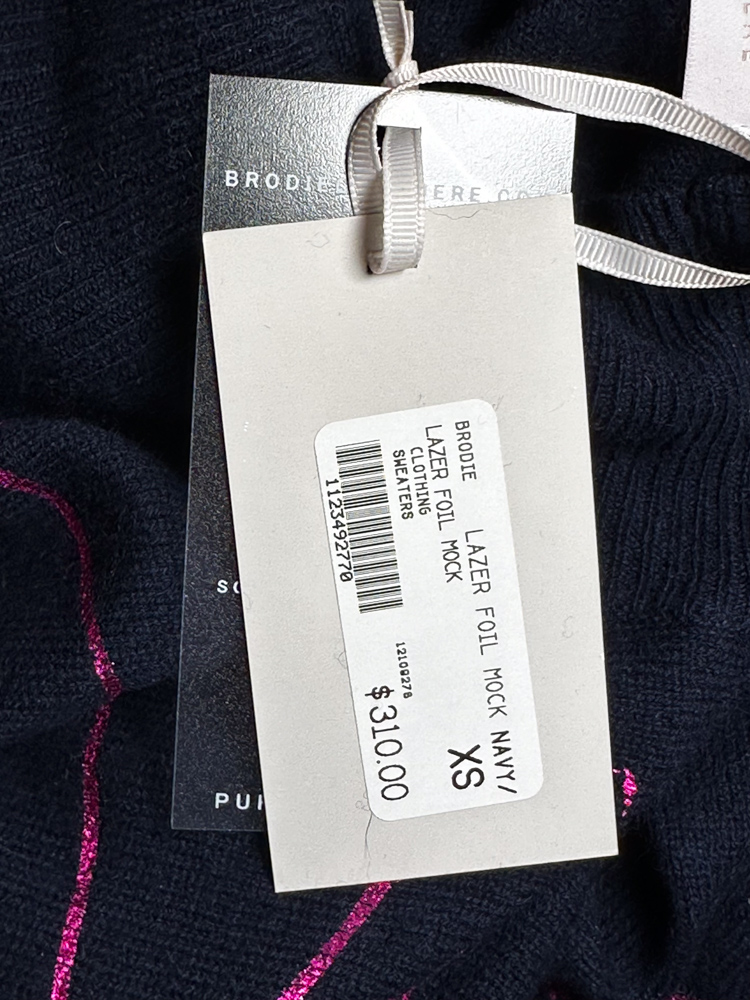 BRODIE
BRODIE
LAZER FOIL MOCK
CLOTHING
SWEATERS
1123492770
LAZER FOIL MOCK NAVY/
XS
12109278
$310.00